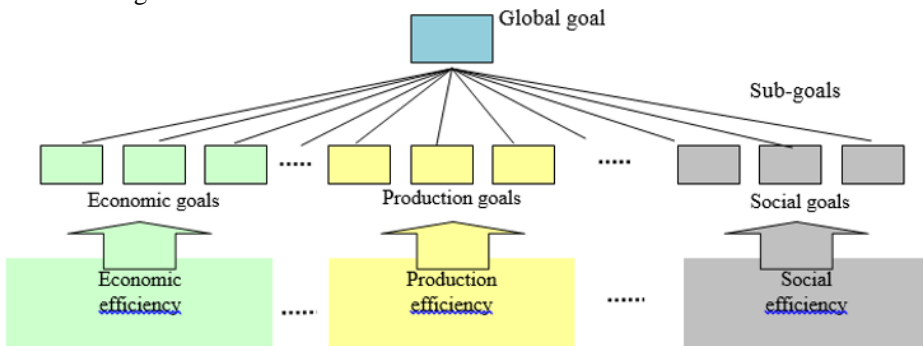 Global goal
Sub-goals
Economic goals
Production goals
Social goals
Economic
efficiency
Production
efficiency
Social
efficiency